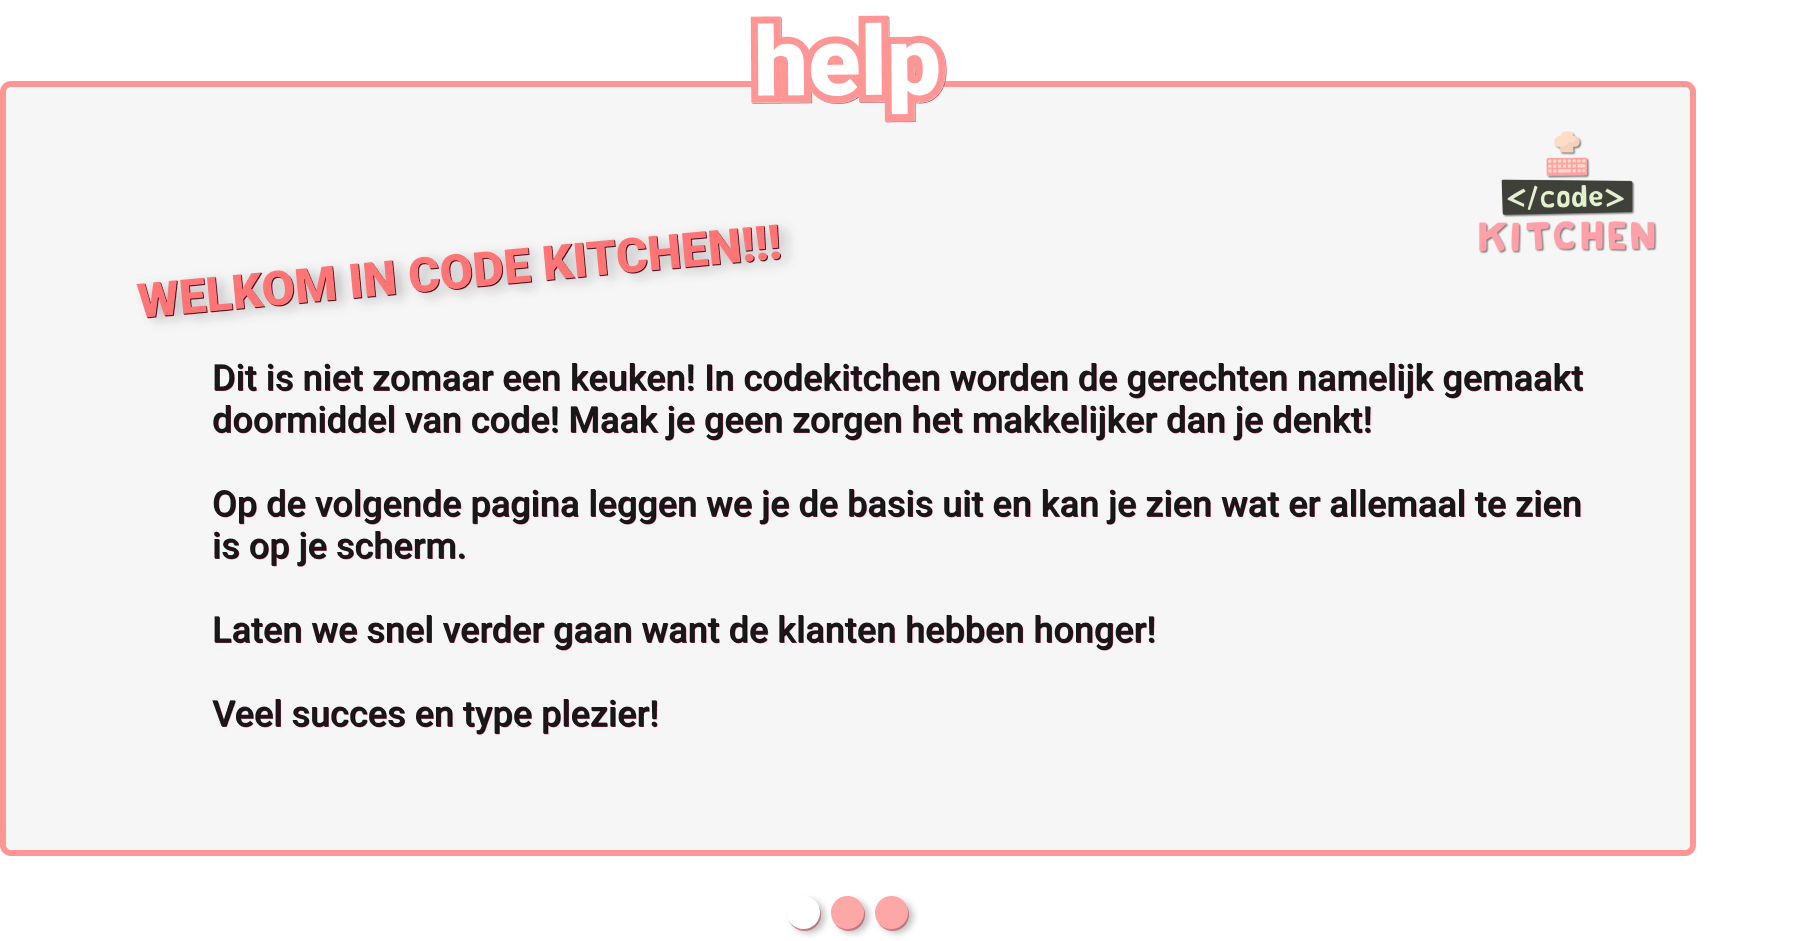 help
</code>
KITCHEN
WELKOM IN CODE KITCHEN!!!
Dit is niet zomaar een keuken! In codekitchen worden de gerechten namelijk gemaakt
doormiddel van code! Maak je geen zorgen het makkelijker dan je denkt!
Op de volgende pagina leggen we je de basis uit en kan je zien wat er allemaal te zien
is op je scherm.
Laten we snel verder gaan want de klanten hebben honger!
Veel succes en type plezier!